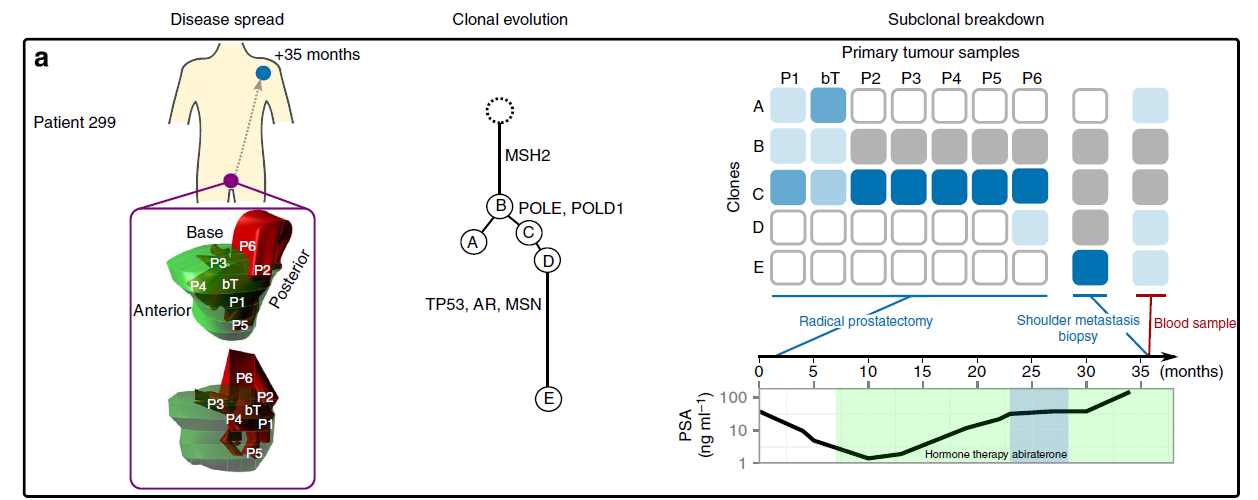 Disease spread
Clonal evolution
Subclonal breakdown
a
+35 months
Patient 299
Base
P6
P3
P2
P4
bT
Posterior
P1
Anterior
P5
P6
P3
P2
bT
P4
P1
P5
MSH2
B
POLE, POLD1
A
C
D
TP53, AR, MSN
E
Primary tumour samples
P1 bT P2 P3 P4 P5 P6
Clones
A
B
C
D
E
Radical prostatectomy
Shoulder metastasis
biopsy
Blood sample
0 5 10 15 20 25 30 35 (months)
PSA
(ng ml⁻¹)
100
10
1
Hormone therapy abiraterone